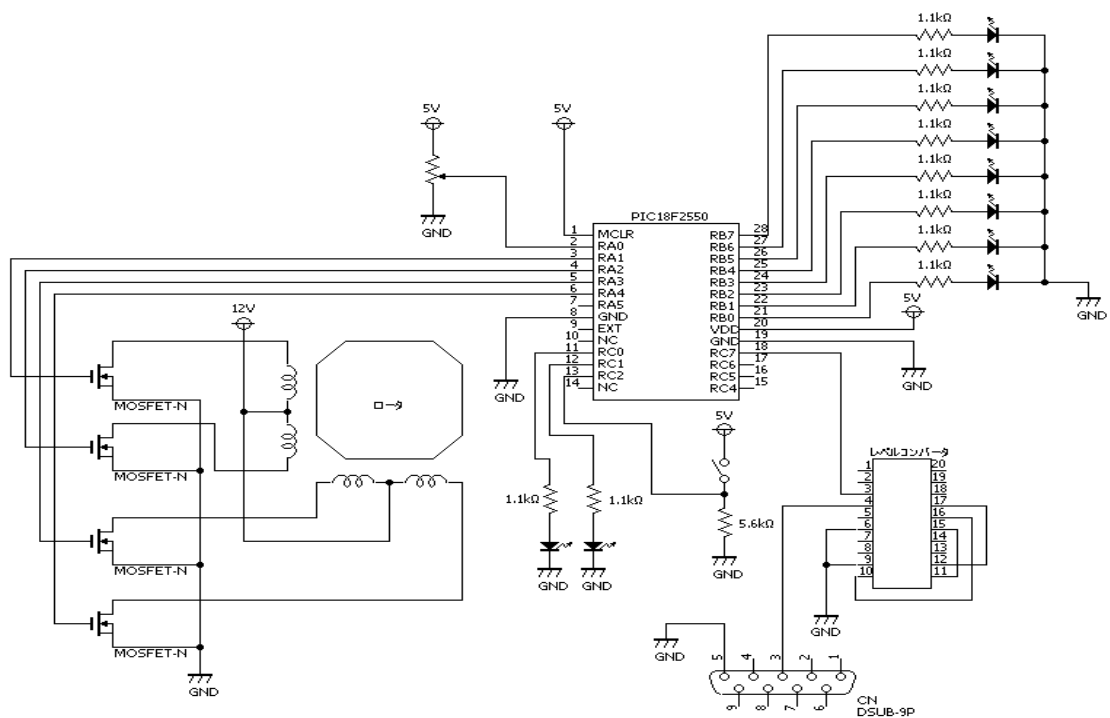 1.1kΩ
1.1kΩ
1.1kΩ
1.1kΩ
1.1kΩ
1.1kΩ
1.1kΩ
1.1kΩ
GND
5V
GND
5V
PIC18F2550
1 MCLR
2 RA0
3 RA1
4 RA2
5 RA3
6 RA4
7 RA5
8 GND
9 EXT
10 NC
11 RC0
12 RC1
13 RC2
14 NC
RB7 28
RB6 27
RB5 26
RB4 25
RB3 24
RB2 23
RB1 22
RB0 21
VDD 20
GND 19
RC7 18
RC6 17
RC5 16
RC4 15
5V
GND
GND
12V
ロータ
MOSFET-N
MOSFET-N
MOSFET-N
MOSFET-N
GND
1.1kΩ
1.1kΩ
GND
GND
5V
5.6kΩ
GND
レベルコンバータ
1 20
2 19
3 18
4 17
5 16
6 15
7 14
8 13
9 12
10 11
GND
GND
5 4 3 2 1
9 8 7 6
CN
DSUB-9P